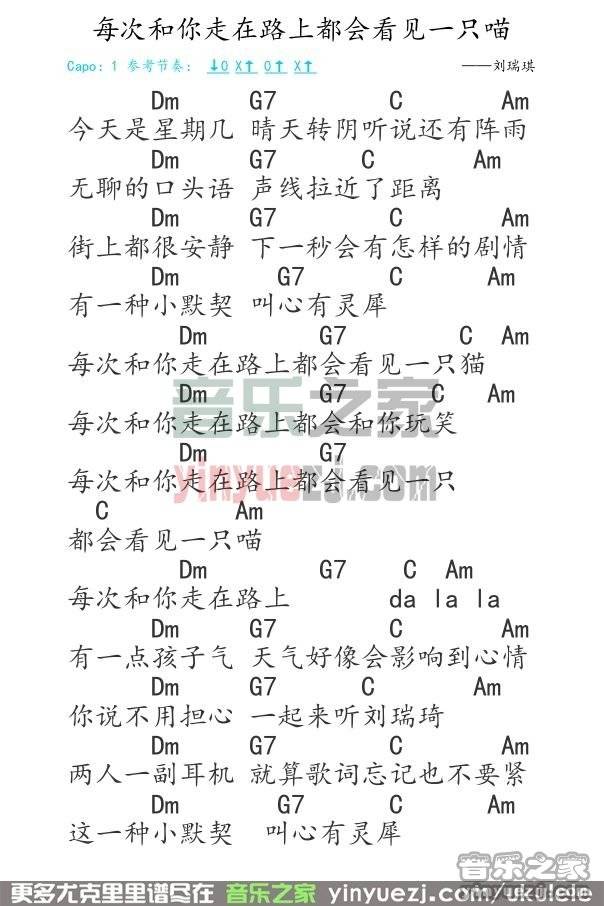 每次和你走在路上都会看见一只喵
Capo：1 参考节奏： ↓0 X↑ 0↑ X↑ ——刘瑞琪
Dm G7 C Am
今天是星期几 晴天转阴听说还有阵雨
Dm G7 C Am
无聊的口头语 声线拉近了距离
Dm G7 C Am
街上都很安静 下一秒会有怎样的剧情
Dm G7 C Am
有一种小默契 叫心有灵犀
Dm G7 C Am
每次和你走在路上都会看见一只猫
Dm G7 C Am
每次和你走在路上都会和你玩笑
Dm G7
每次和你走在路上都会看见一只
C Am
都会看见一只喵
Dm G7 C Am
每次和你走在路上 da la la
Dm G7 C Am
有一点孩子气 天气好像会影响到心情
Dm G7 C Am
你说不用担心 一起来听刘瑞琦
Dm G7 C Am
两人一副耳机 就算歌词忘记也不要紧
Dm G7 C Am
这一种小默契 叫心有灵犀
音乐之家
yinyuezj.com
音乐之家
更多尤克里里谱尽在 音乐之家 yinyuezj.com/ukulele